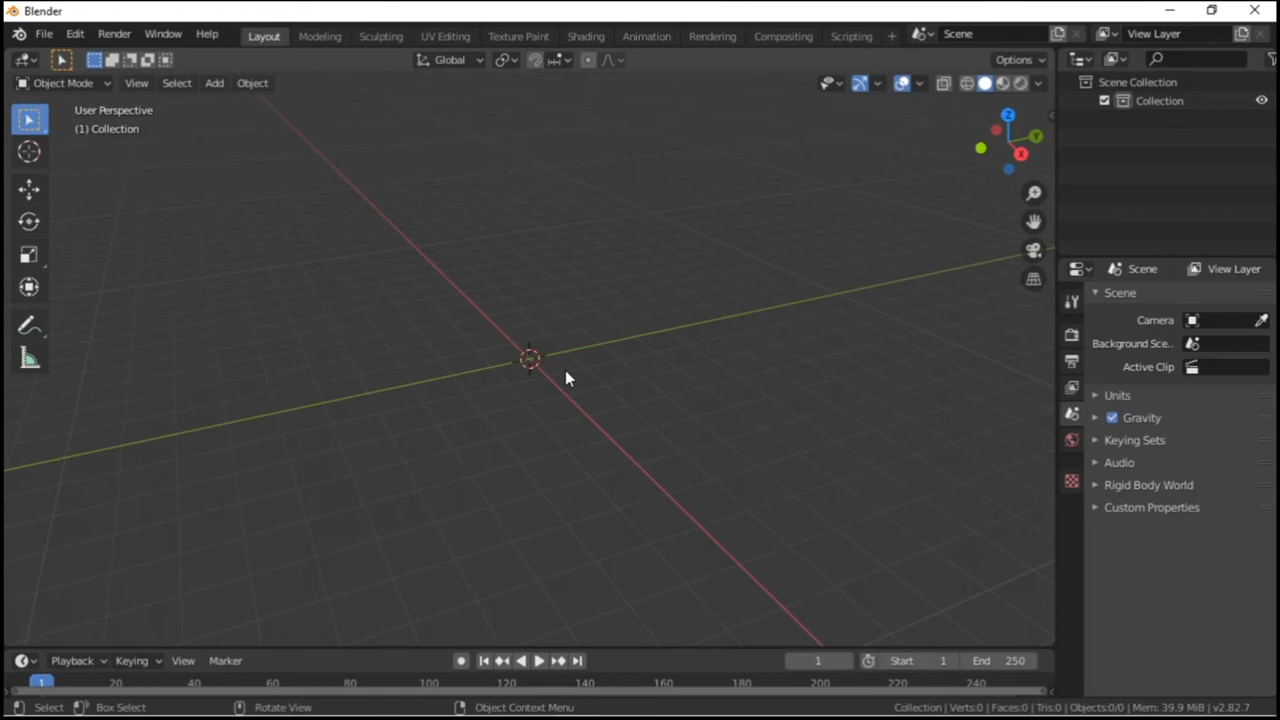 Blender
File Edit Render Window Help Layout Modeling Sculpting UV Editing Texture Paint Shading Animation Rendering Compositing Scripting + Scene View Layer
Global Options
Object Mode View Select Add Object
User Perspective
(1) Collection
Z
Y
X
Scene Collection
Collection
Scene View Layer
Scene
Camera
Background Sce..
Active Clip
Units
Gravity
Keying Sets
Audio
Rigid Body World
Custom Properties
Playback Keying View Marker 1 Start 1 End 250
1 20 40 60 80 100 120 140 160 180 200 220 240
Select Box Select Rotate View Object Context Menu Collection | Verts:0 | Faces:0 | Tris:0 | Objects:0/0 | Mem: 39.9 MiB | v2.82.7